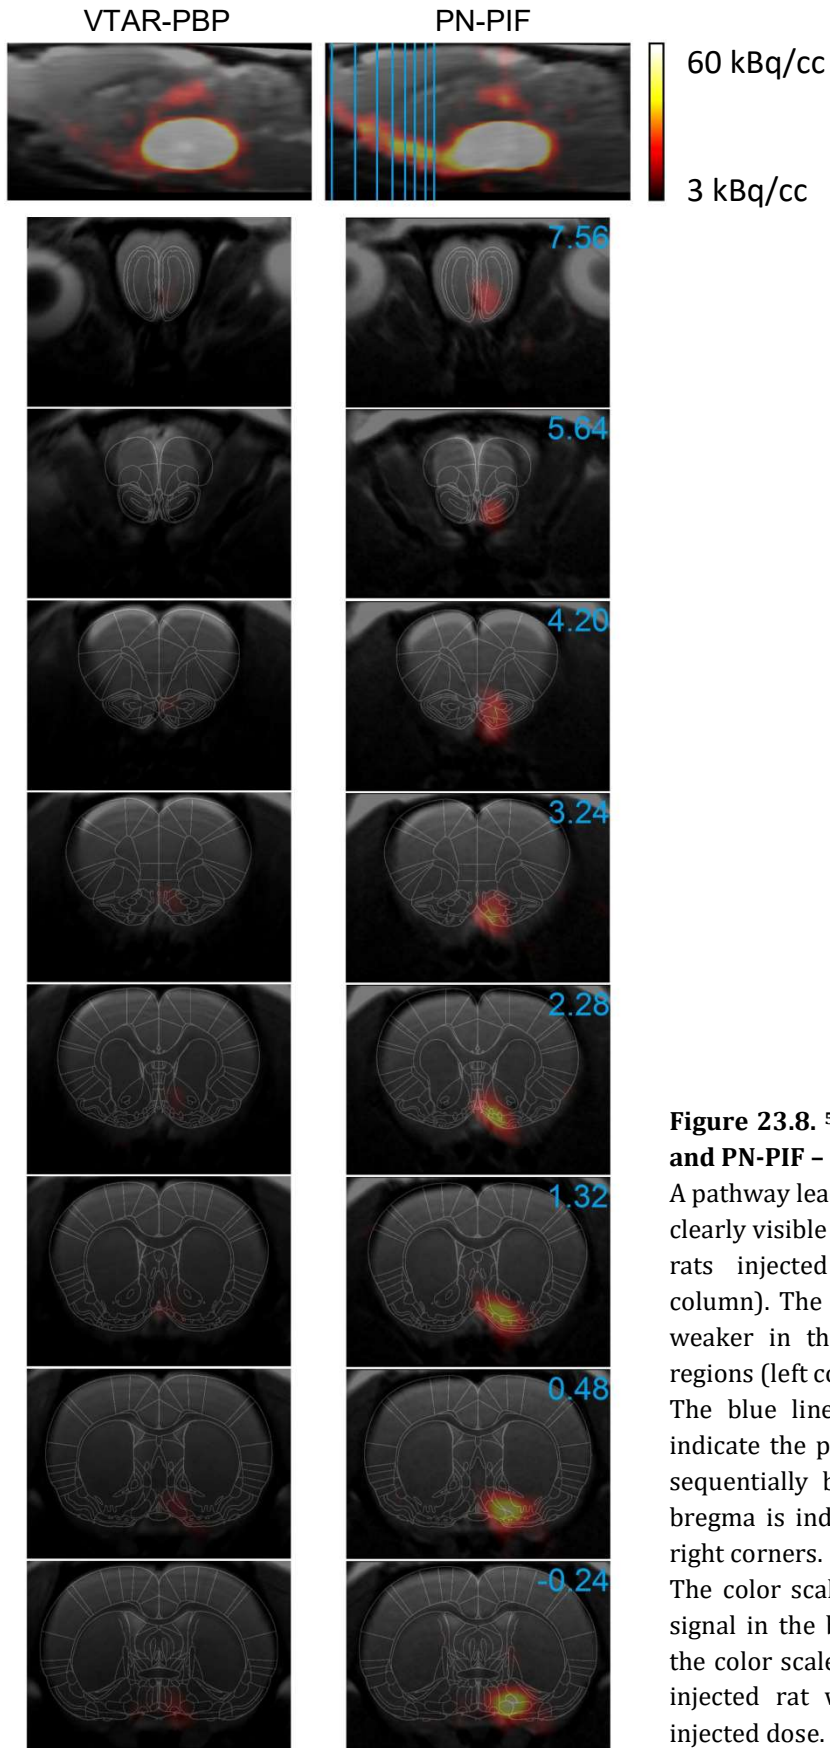 VTAR-PBP
PN-PIF
60 kBq/cc
3 kBq/cc
7.56
5.64
4.20
3.24
2.28
1.32
0.48
-0.24
Figure 23.8.
and PN-PIF –
A pathway lea
clearly visible
rats injected
column). The
weaker in th
regions (left co
The blue line
indicate the p
sequentially b
bregma is ind
right corners.
The color scal
signal in the b
the color scale
injected rat w
injected dose.